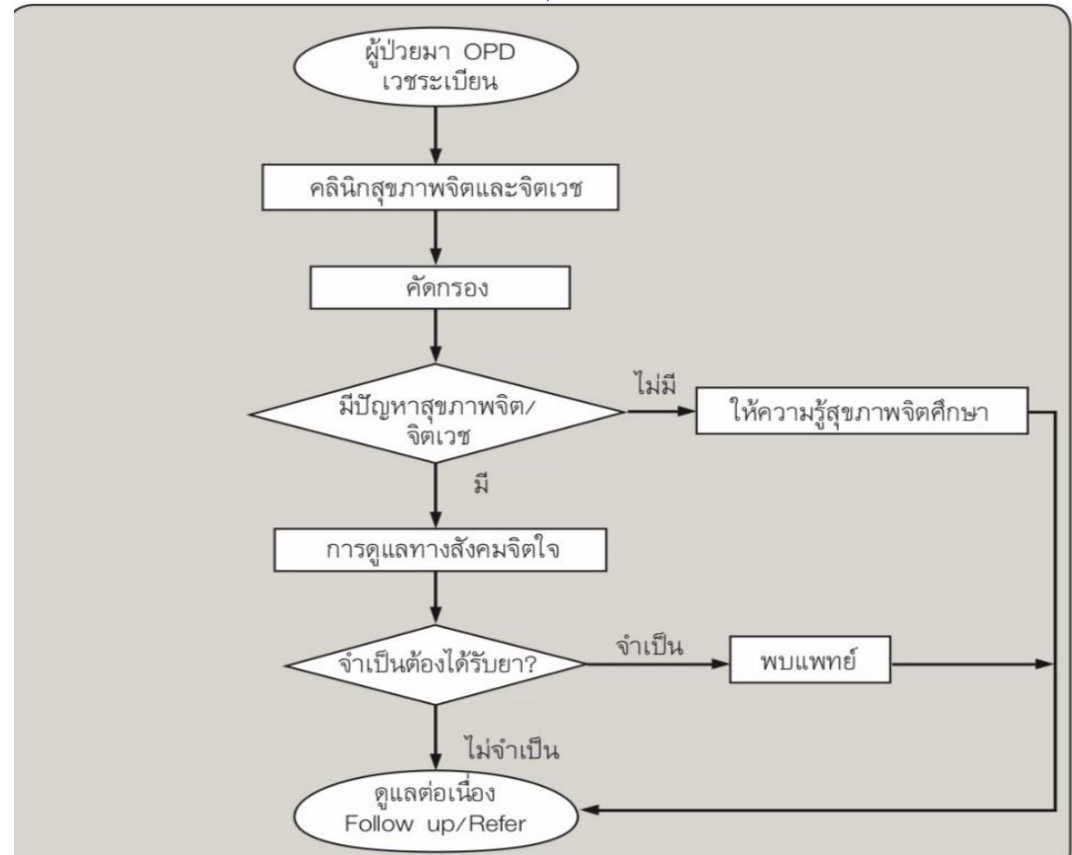 ผู้ป่วยมา OPD
เวชระเบียน
คลินิกสุขภาพจิตและจิตเวช
คัดกรอง
มีปัญหาสุขภาพจิต/
จิตเวช
ไม่มี
ให้ความรู้สุขภาพจิตศึกษา
มี
การดูแลทางสังคมจิตใจ
จำเป็นต้องได้รับยา?
จำเป็น
พบแพทย์
ไม่จำเป็น
ดูแลต่อเนื่อง
Follow up/Refer